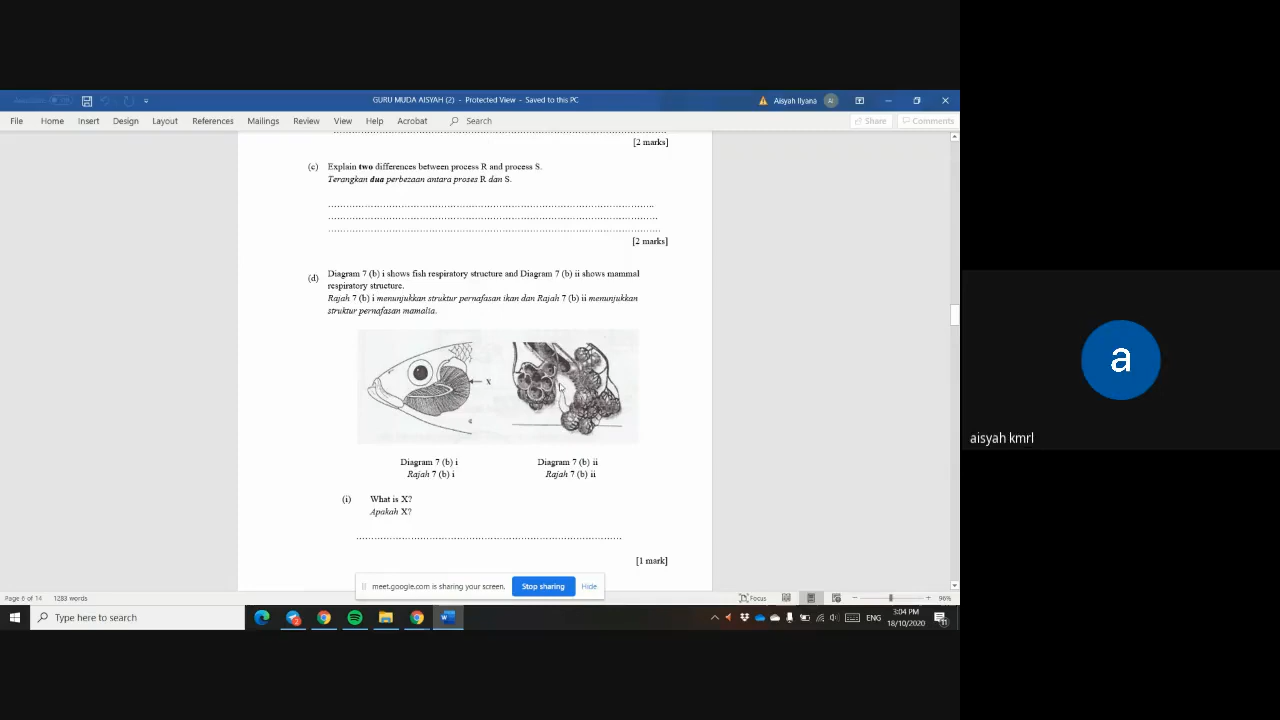 GURU MUDA AISYAH (2) - Protected View - Saved to this PC
Aisyah Ilyana AI
File Home Insert Design Layout References Mailings Review View Help Acrobat Search Share Comments
[2 marks]
(c) Explain two differences between process R and process S.
Terangkan dua perbezaan antara proses R dan S.
[2 marks]
(d) Diagram 7 (b) i shows fish respiratory structure and Diagram 7 (b) ii shows mammal
respiratory structure.
Rajah 7 (b) i menunjukkan struktur pernafasan ikan dan Rajah 7 (b) ii menunjukkan
struktur pernafasan mamalia.
X
Diagram 7 (b) i Diagram 7 (b) ii
Rajah 7 (b) i Rajah 7 (b) ii
(i) What is X?
Apakah X?
[1 mark]
a
aisyah kmrl
meet.google.com is sharing your screen. Stop sharing Hide
Page 6 of 14 1283 words Focus 96%
Type here to search ENG 3:04 PM
18/10/2020